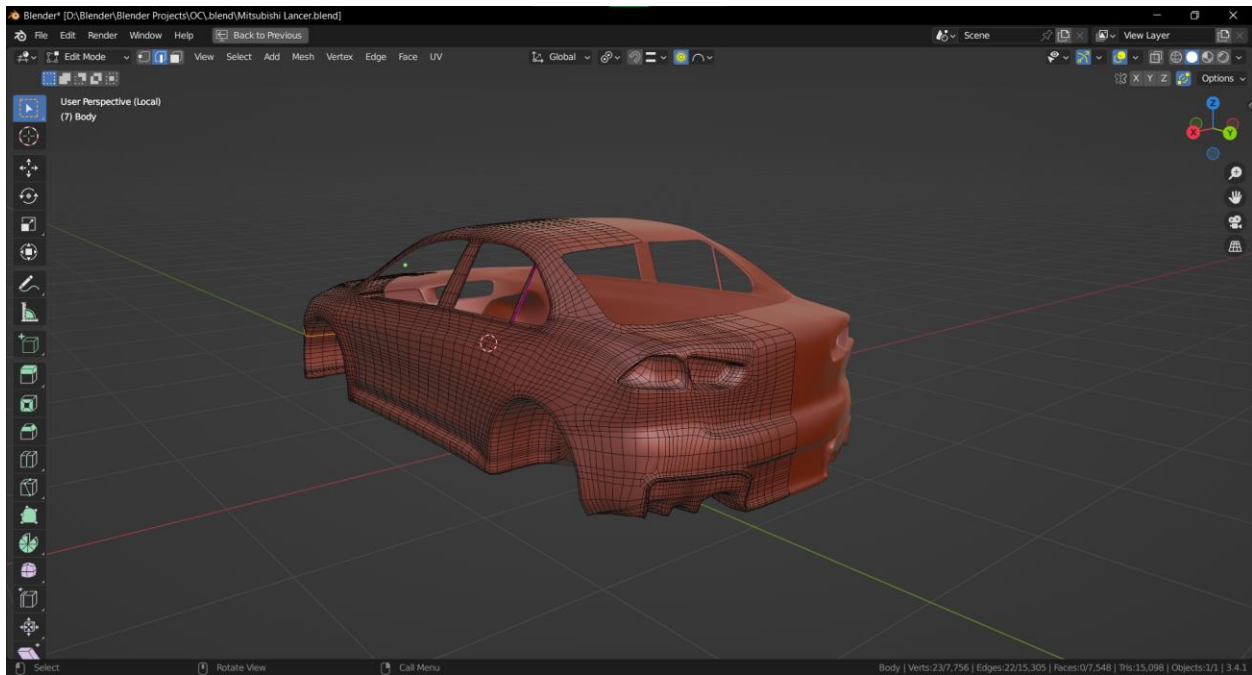 Blender* [D:\Blender\Blender Projects\OC\.blend\Mitsubishi Lancer.blend]
File Edit Render Window Help Back to Previous Scene View Layer
Edit Mode View Select Add Mesh Vertex Edge Face UV Global
X Y Z Options
User Perspective (Local)
(7) Body
Z
X
Y
Select Rotate View Call Menu Body | Verts:23/7,756 | Edges:22/15,305 | Faces:0/7,548 | Tris:15,098 | Objects:1/1 | 3.4.1